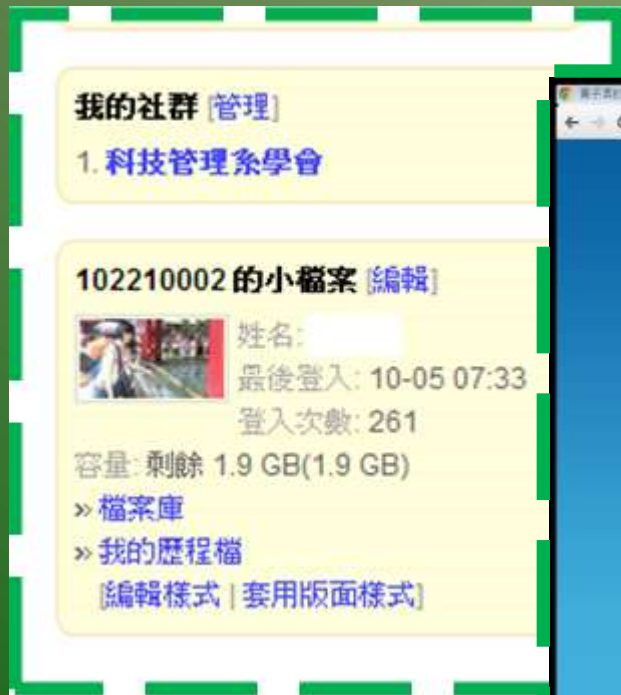 我的社群 [管理]
1. 科技管理系學會
102210002 的小檔案 [編輯]
姓名:
最後登入: 10-05 07:33
登入次數: 261
容量: 剩餘 1.9 GB(1.9 GB)
» 檔案庫
» 我的歷程檔
[編輯樣式 | 套用版面樣式]